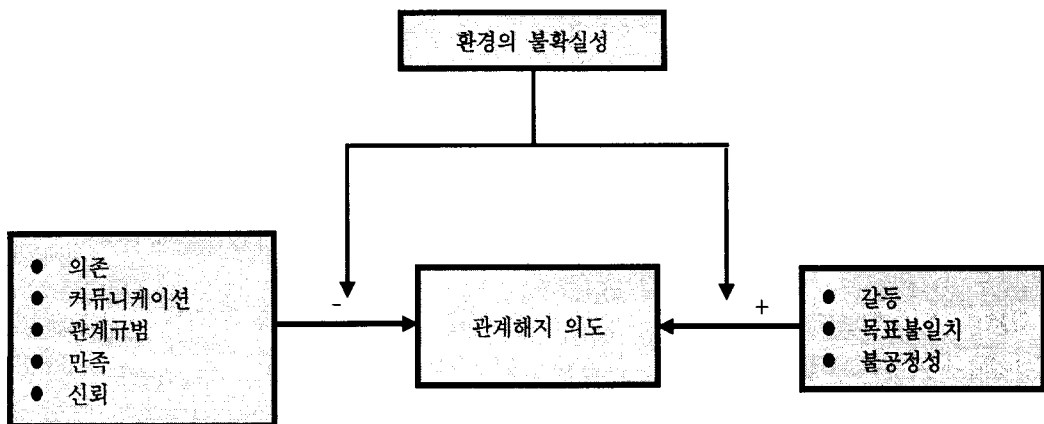 환경의 불확실성
● 의존
● 커뮤니케이션
● 관계규범
● 만족
● 신뢰
-
관계해지 의도
+
● 갈등
● 목표불일치
● 불공정성